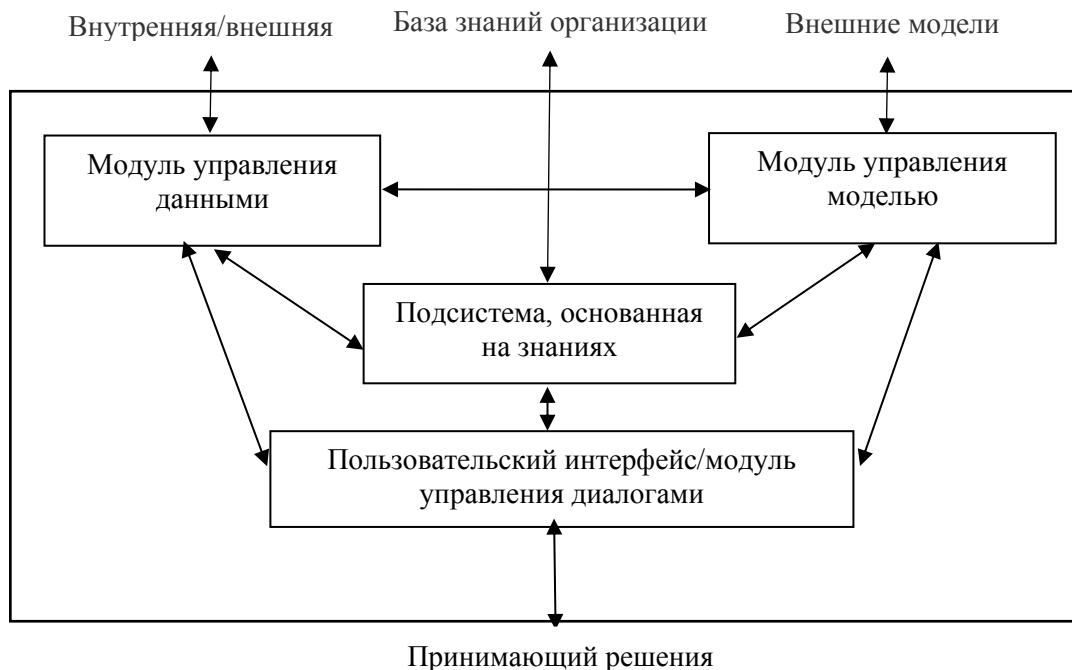 Внутренняя/внешняя
База знаний организации
Внешние модели
Модуль управления
данными
Модуль управления
моделью
Подсистема, основанная
на знаниях
Пользовательский интерфейс/модуль
управления диалогами
Принимающий решения